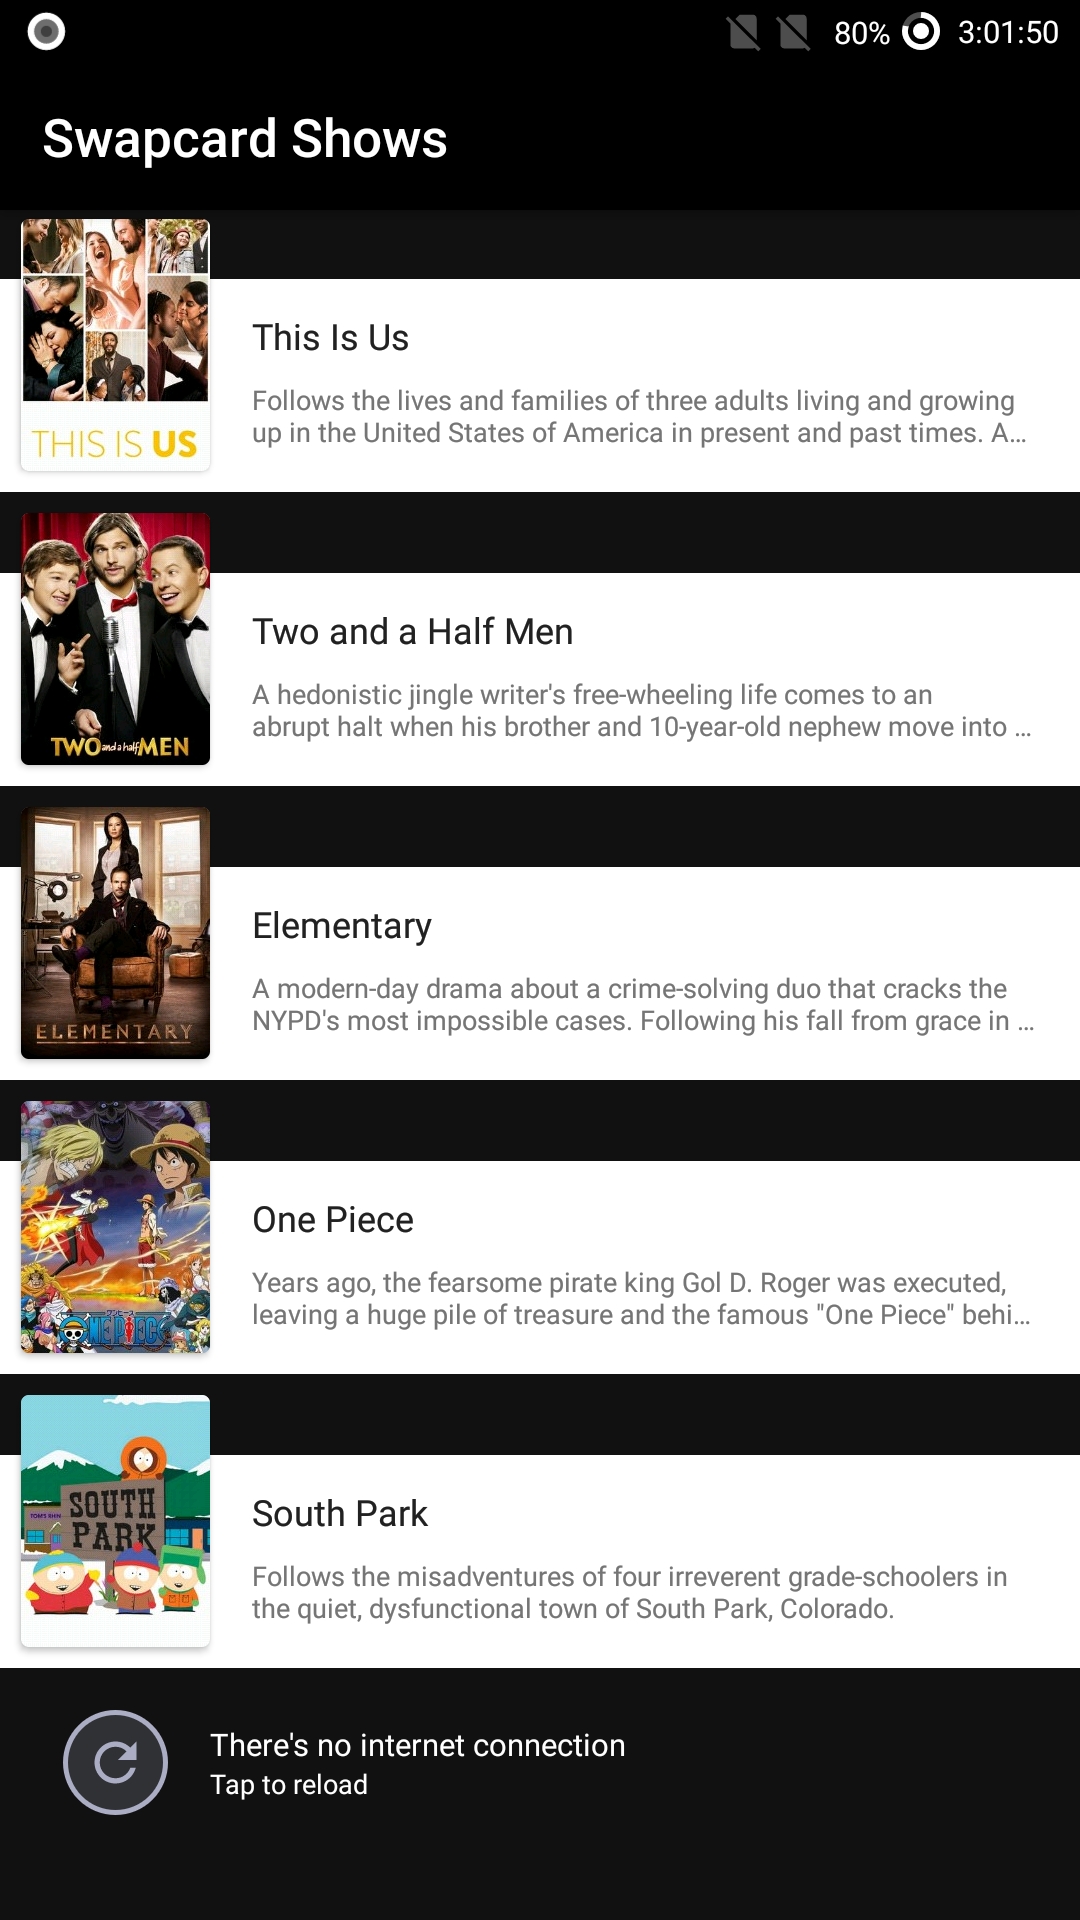 80% 3:01:50
Swapcard Shows
THIS IS US
This Is Us
Follows the lives and families of three adults living and growing
up in the United States of America in present and past times. A...
TWO and a half MEN
Two and a Half Men
A hedonistic jingle writer's free-wheeling life comes to an
abrupt halt when his brother and 10-year-old nephew move into ...
ELEMENTARY
Elementary
A modern-day drama about a crime-solving duo that cracks the
NYPD's most impossible cases. Following his fall from grace in ...
ワンピース
ONE PIECE
One Piece
Years ago, the fearsome pirate king Gol D. Roger was executed,
leaving a huge pile of treasure and the famous "One Piece" behi...
SOUTH
PARK
South Park
Follows the misadventures of four irreverent grade-schoolers in
the quiet, dysfunctional town of South Park, Colorado.
There's no internet connection
Tap to reload